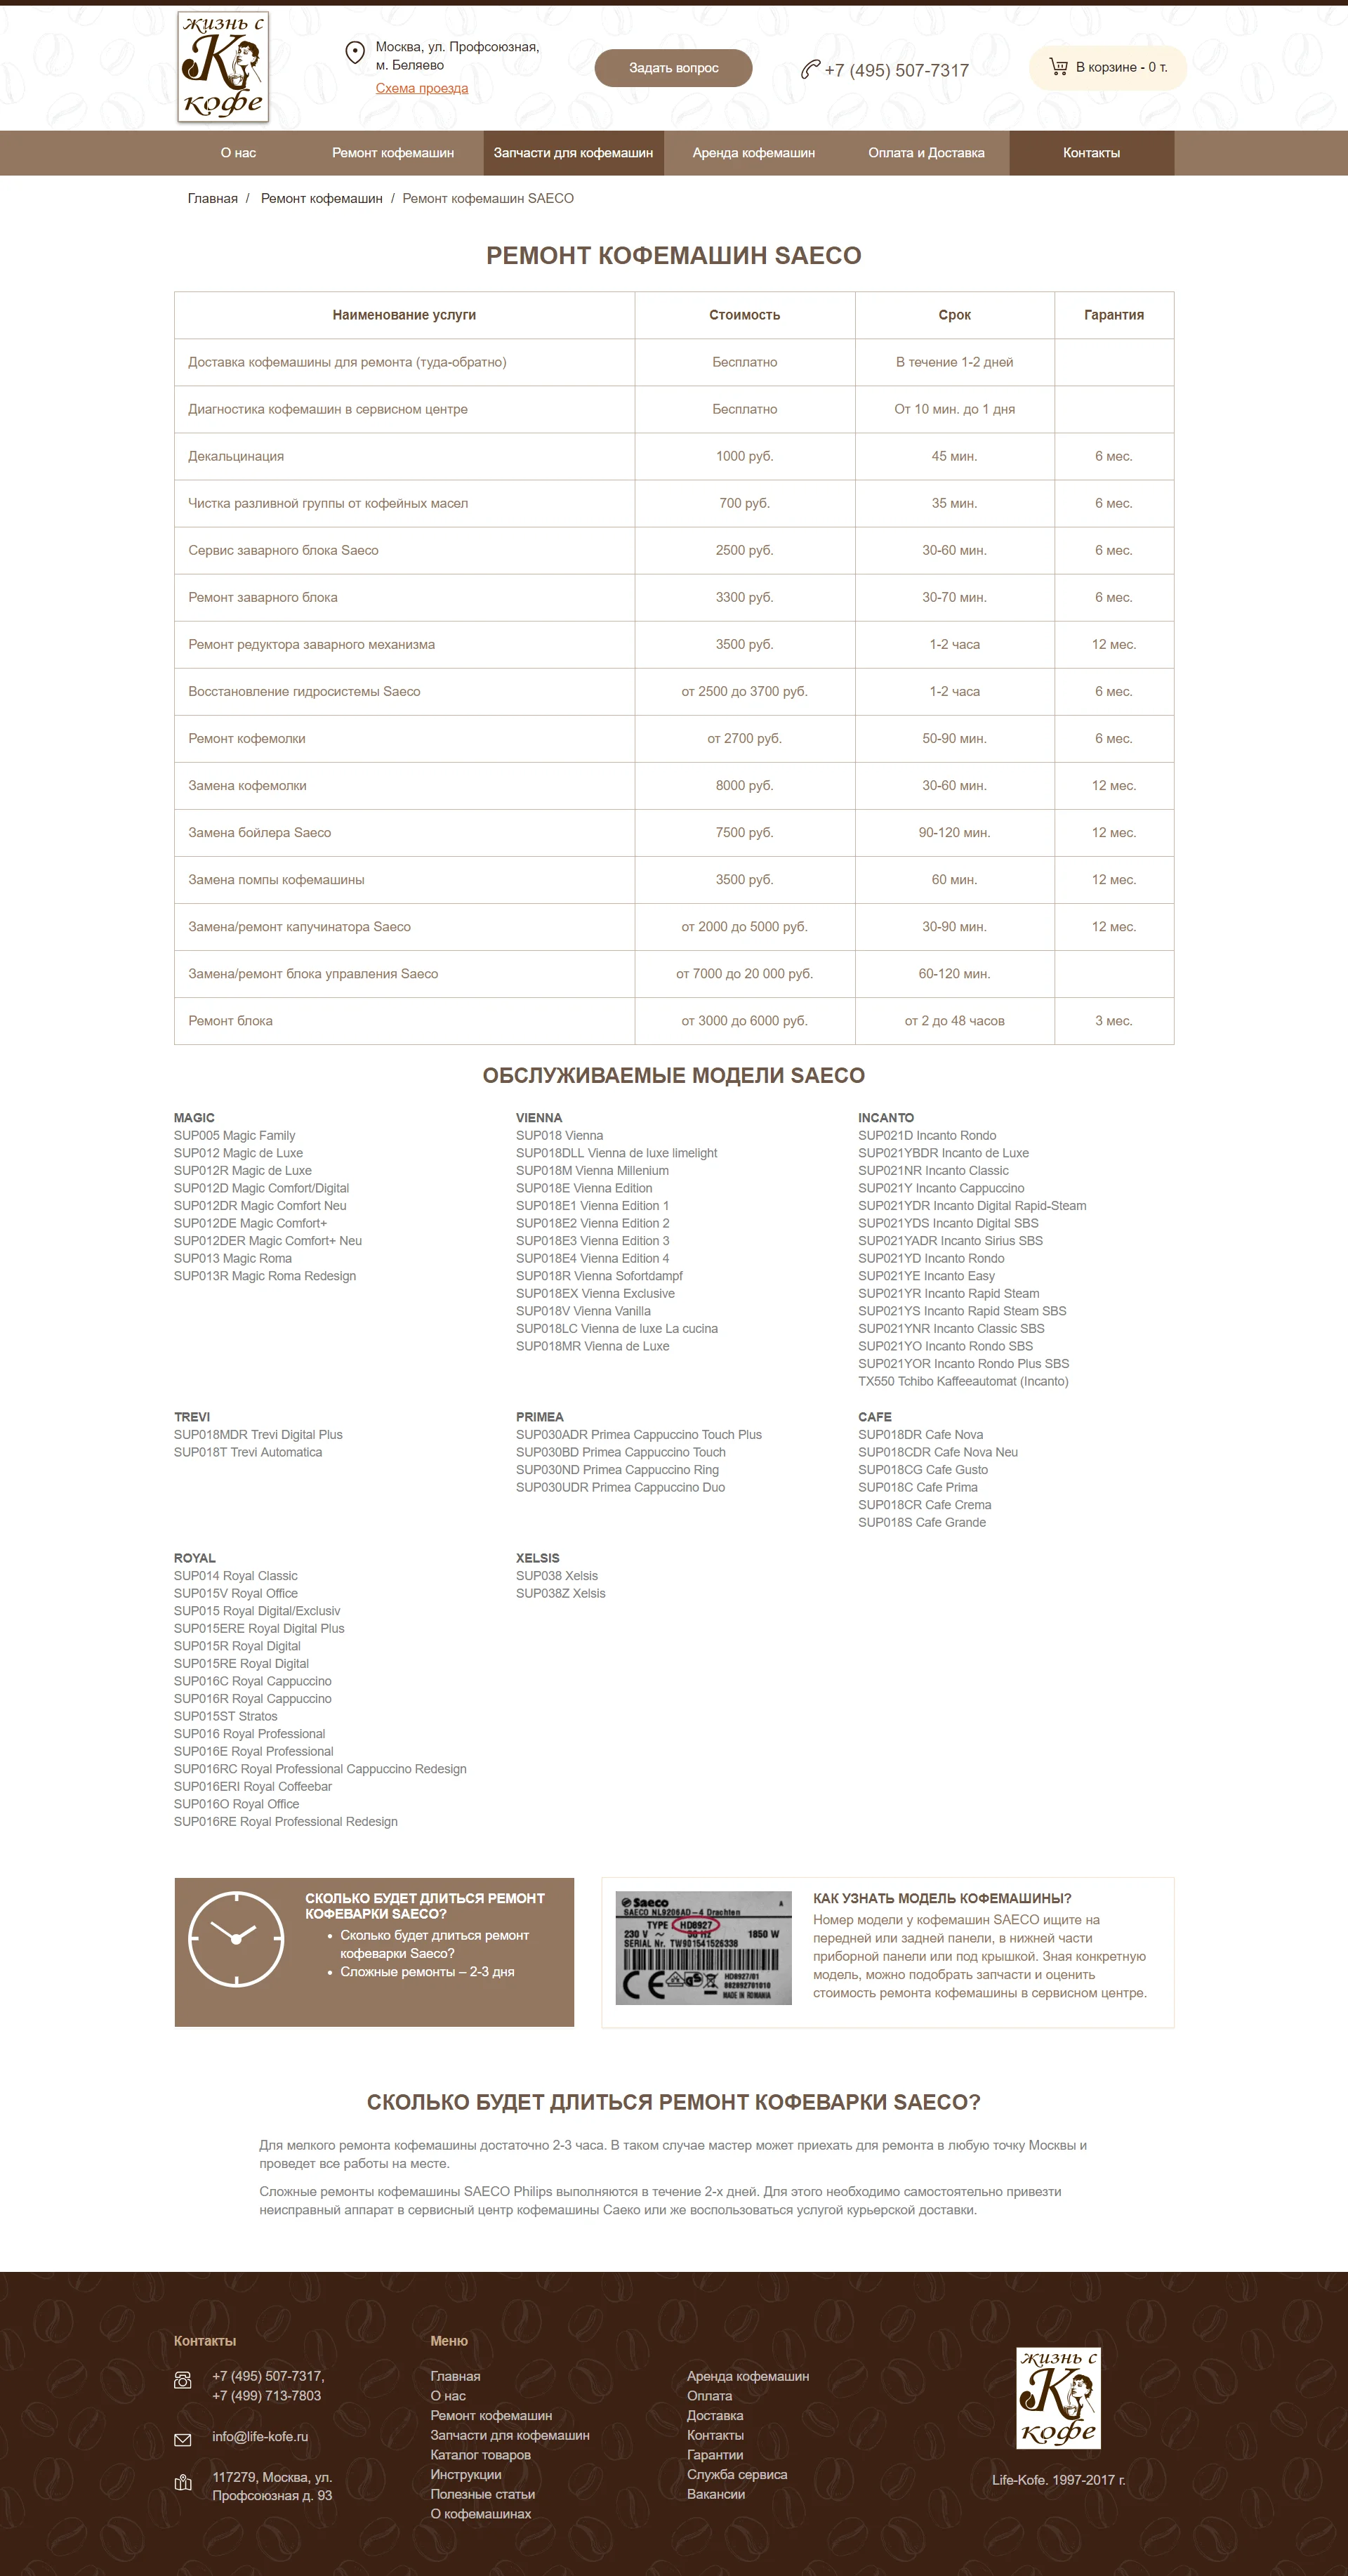 жизнь с
К
кофе
Москва, ул. Профсоюзная,
м. Беляево
Схема проезда
Задать вопрос
+7 (495) 507-7317
В корзине - 0 т.
О нас
Ремонт кофемашин
Запчасти для кофемашин
Аренда кофемашин
Оплата и Доставка
Контакты
Главная / Ремонт кофемашин / Ремонт кофемашин SAECO
РЕМОНТ КОФЕМАШИН SAECO
Наименование услуги Стоимость Срок Гарантия
Доставка кофемашины для ремонта (туда-обратно) Бесплатно В течение 1-2 дней
Диагностика кофемашин в сервисном центре Бесплатно От 10 мин. до 1 дня
Декальцинация 1000 руб. 45 мин. 6 мес.
Чистка разливной группы от кофейных масел 700 руб. 35 мин. 6 мес.
Сервис заварного блока Saeco 2500 руб. 30-60 мин. 6 мес.
Ремонт заварного блока 3300 руб. 30-70 мин. 6 мес.
Ремонт редуктора заварного механизма 3500 руб. 1-2 часа 12 мес.
Восстановление гидросистемы Saeco от 2500 до 3700 руб. 1-2 часа 6 мес.
Ремонт кофемолки от 2700 руб. 50-90 мин. 6 мес.
Замена кофемолки 8000 руб. 30-60 мин. 12 мес.
Замена бойлера Saeco 7500 руб. 90-120 мин. 12 мес.
Замена помпы кофемашины 3500 руб. 60 мин. 12 мес.
Замена/ремонт капучинатора Saeco от 2000 до 5000 руб. 30-90 мин. 12 мес.
Замена/ремонт блока управления Saeco от 7000 до 20 000 руб. 60-120 мин.
Ремонт блока от 3000 до 6000 руб. от 2 до 48 часов 3 мес.
ОБСЛУЖИВАЕМЫЕ МОДЕЛИ SAECO
MAGIC
SUP005 Magic Family
SUP012 Magic de Luxe
SUP012R Magic de Luxe
SUP012D Magic Comfort/Digital
SUP012DR Magic Comfort Neu
SUP012DE Magic Comfort+
SUP012DER Magic Comfort+ Neu
SUP013 Magic Roma
SUP013R Magic Roma Redesign
VIENNA
SUP018 Vienna
SUP018DLL Vienna de luxe limelight
SUP018M Vienna Millenium
SUP018E Vienna Edition
SUP018E1 Vienna Edition 1
SUP018E2 Vienna Edition 2
SUP018E3 Vienna Edition 3
SUP018E4 Vienna Edition 4
SUP018R Vienna Sofortdampf
SUP018EX Vienna Exclusive
SUP018V Vienna Vanilla
SUP018LC Vienna de luxe La cucina
SUP018MR Vienna de Luxe
INCANTO
SUP021D Incanto Rondo
SUP021YBDR Incanto de Luxe
SUP021NR Incanto Classic
SUP021Y Incanto Cappuccino
SUP021YDR Incanto Digital Rapid-Steam
SUP021YDS Incanto Digital SBS
SUP021YADR Incanto Sirius SBS
SUP021YD Incanto Rondo
SUP021YE Incanto Easy
SUP021YR Incanto Rapid Steam
SUP021YS Incanto Rapid Steam SBS
SUP021YNR Incanto Classic SBS
SUP021YO Incanto Rondo SBS
SUP021YOR Incanto Rondo Plus SBS
TX550 Tchibo Kaffeeautomat (Incanto)
TREVI
SUP018MDR Trevi Digital Plus
SUP018T Trevi Automatica
PRIMEA
SUP030ADR Primea Cappuccino Touch Plus
SUP030BD Primea Cappuccino Touch
SUP030ND Primea Cappuccino Ring
SUP030UDR Primea Cappuccino Duo
CAFE
SUP018DR Cafe Nova
SUP018CDR Cafe Nova Neu
SUP018CG Cafe Gusto
SUP018C Cafe Prima
SUP018CR Cafe Crema
SUP018S Cafe Grande
ROYAL
SUP014 Royal Classic
SUP015V Royal Office
SUP015 Royal Digital/Exclusiv
SUP015ERE Royal Digital Plus
SUP015R Royal Digital
SUP015RE Royal Digital
SUP016C Royal Cappuccino
SUP016R Royal Cappuccino
SUP015ST Stratos
SUP016 Royal Professional
SUP016E Royal Professional
SUP016RC Royal Professional Cappuccino Redesign
SUP016ERI Royal Coffeebar
SUP016O Royal Office
SUP016RE Royal Professional Redesign
XELSIS
SUP038 Xelsis
SUP038Z Xelsis
СКОЛЬКО БУДЕТ ДЛИТЬСЯ РЕМОНТ
КОФЕВАРКИ SAECO?
• Сколько будет длиться ремонт
кофеварки Saeco?
• Сложные ремонты – 2-3 дня
Saeco A
SAECO NL9206AD-4 Drachten
TYPE HD8927
230 V ~ 50 Hz 1850 W
SERIAL Nr. TW901541526338
CE
HD8927/01
882892701010
MADE IN ROMANIA
КАК УЗНАТЬ МОДЕЛЬ КОФЕМАШИНЫ?
Номер модели у кофемашин SAECO ищите на
передней или задней панели, в нижней части
приборной панели или под крышкой. Зная конкретную
модель, можно подобрать запчасти и оценить
стоимость ремонта кофемашины в сервисном центре.
СКОЛЬКО БУДЕТ ДЛИТЬСЯ РЕМОНТ КОФЕВАРКИ SAECO?
Для мелкого ремонта кофемашины достаточно 2-3 часа. В таком случае мастер может приехать для ремонта в любую точку Москвы и
проведет все работы на месте.
Сложные ремонты кофемашины SAECO Philips выполняются в течение 2-х дней. Для этого необходимо самостоятельно привезти
неисправный аппарат в сервисный центр кофемашины Саеко или же воспользоваться услугой курьерской доставки.
Контакты
+7 (495) 507-7317,
+7 (499) 713-7803
info@life-kofe.ru
117279, Москва, ул.
Профсоюзная д. 93
Меню
Главная
О нас
Ремонт кофемашин
Запчасти для кофемашин
Каталог товаров
Инструкции
Полезные статьи
О кофемашинах
Аренда кофемашин
Оплата
Доставка
Контакты
Гарантии
Служба сервиса
Вакансии
жизнь с
К
кофе
Life-Kofe. 1997-2017 г.